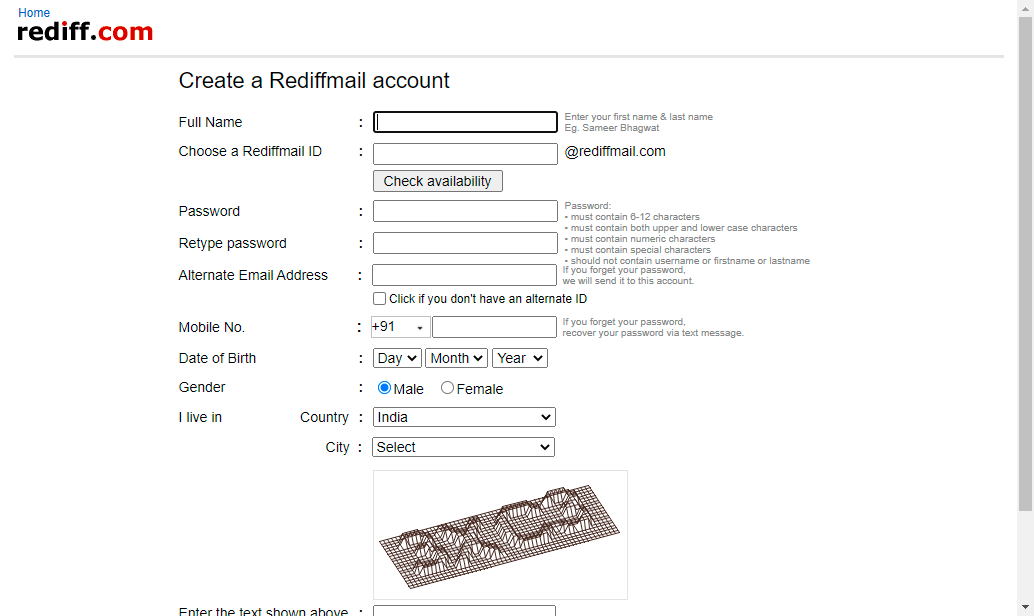 Home
rediff.com
Create a Rediffmail account
Full Name :
Enter your first name & last name
Eg. Sameer Bhagwat
Choose a Rediffmail ID : @rediffmail.com
Check availability
Password :
Password:
• must contain 6-12 characters
• must contain both upper and lower case characters
• must contain numeric characters
• must contain special characters
• should not contain username or firstname or lastname
Retype password :
Alternate Email Address :
If you forget your password,
we will send it to this account.
Click if you don't have an alternate ID
Mobile No. : +91
If you forget your password,
recover your password via text message.
Date of Birth : Day Month Year
Gender : Male Female
I live in Country : India
City : Select
Enter the text shown above :